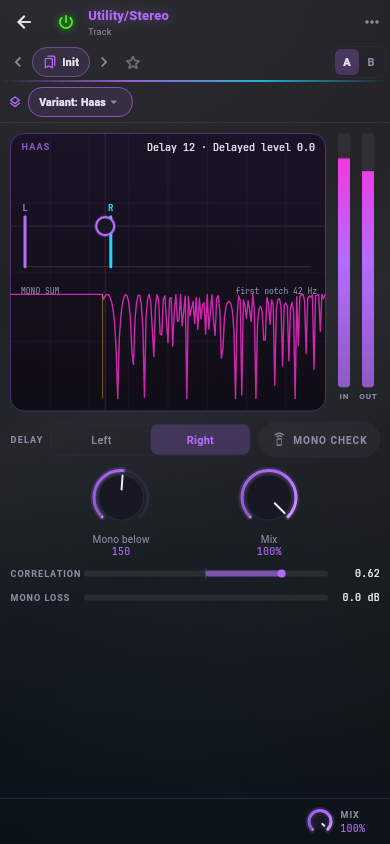 Utility/Stereo
Track
Init
A
B
Variant: Haas
HAAS
Delay 12 · Delayed level 0.0
L
R
MONO SUM
first notch 42 Hz
IN
OUT
DELAY
Left
Right
MONO CHECK
Mono below
150
Mix
100%
CORRELATION
0.62
MONO LOSS
0.0 dB
MIX
100%